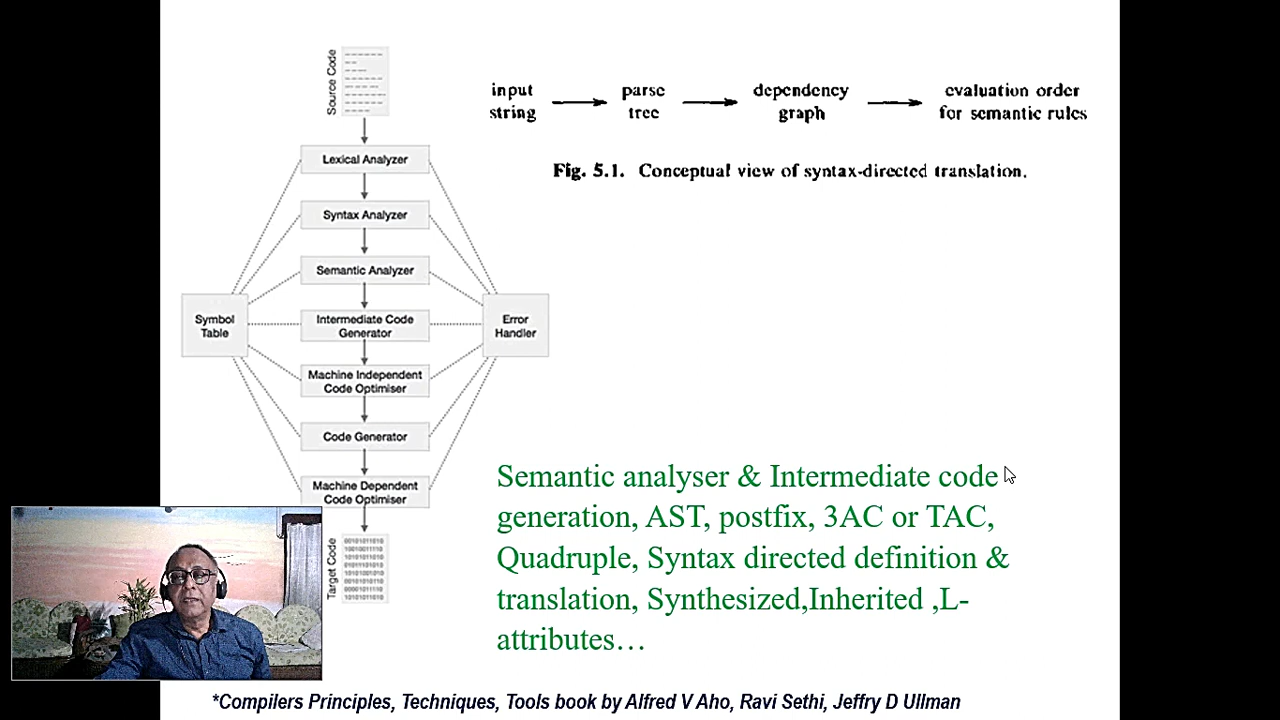 Source Code
input string
parse tree
dependency graph
evaluation order for semantic rules
Fig. 5.1. Conceptual view of syntax-directed translation.
Lexical Analyzer
Syntax Analyzer
Semantic Analyzer
Symbol
Table
Intermediate Code
Generator
Error
Handler
Machine Independent
Code Optimiser
Code Generator
Machine Dependent
Code Optimiser
Target Code
Semantic analyser & Intermediate code
generation, AST, postfix, 3AC or TAC,
Quadruple, Syntax directed definition &
translation, Synthesized,Inherited ,L-
attributes…
*Compilers Principles, Techniques, Tools book by Alfred V Aho, Ravi Sethi, Jeffry D Ullman